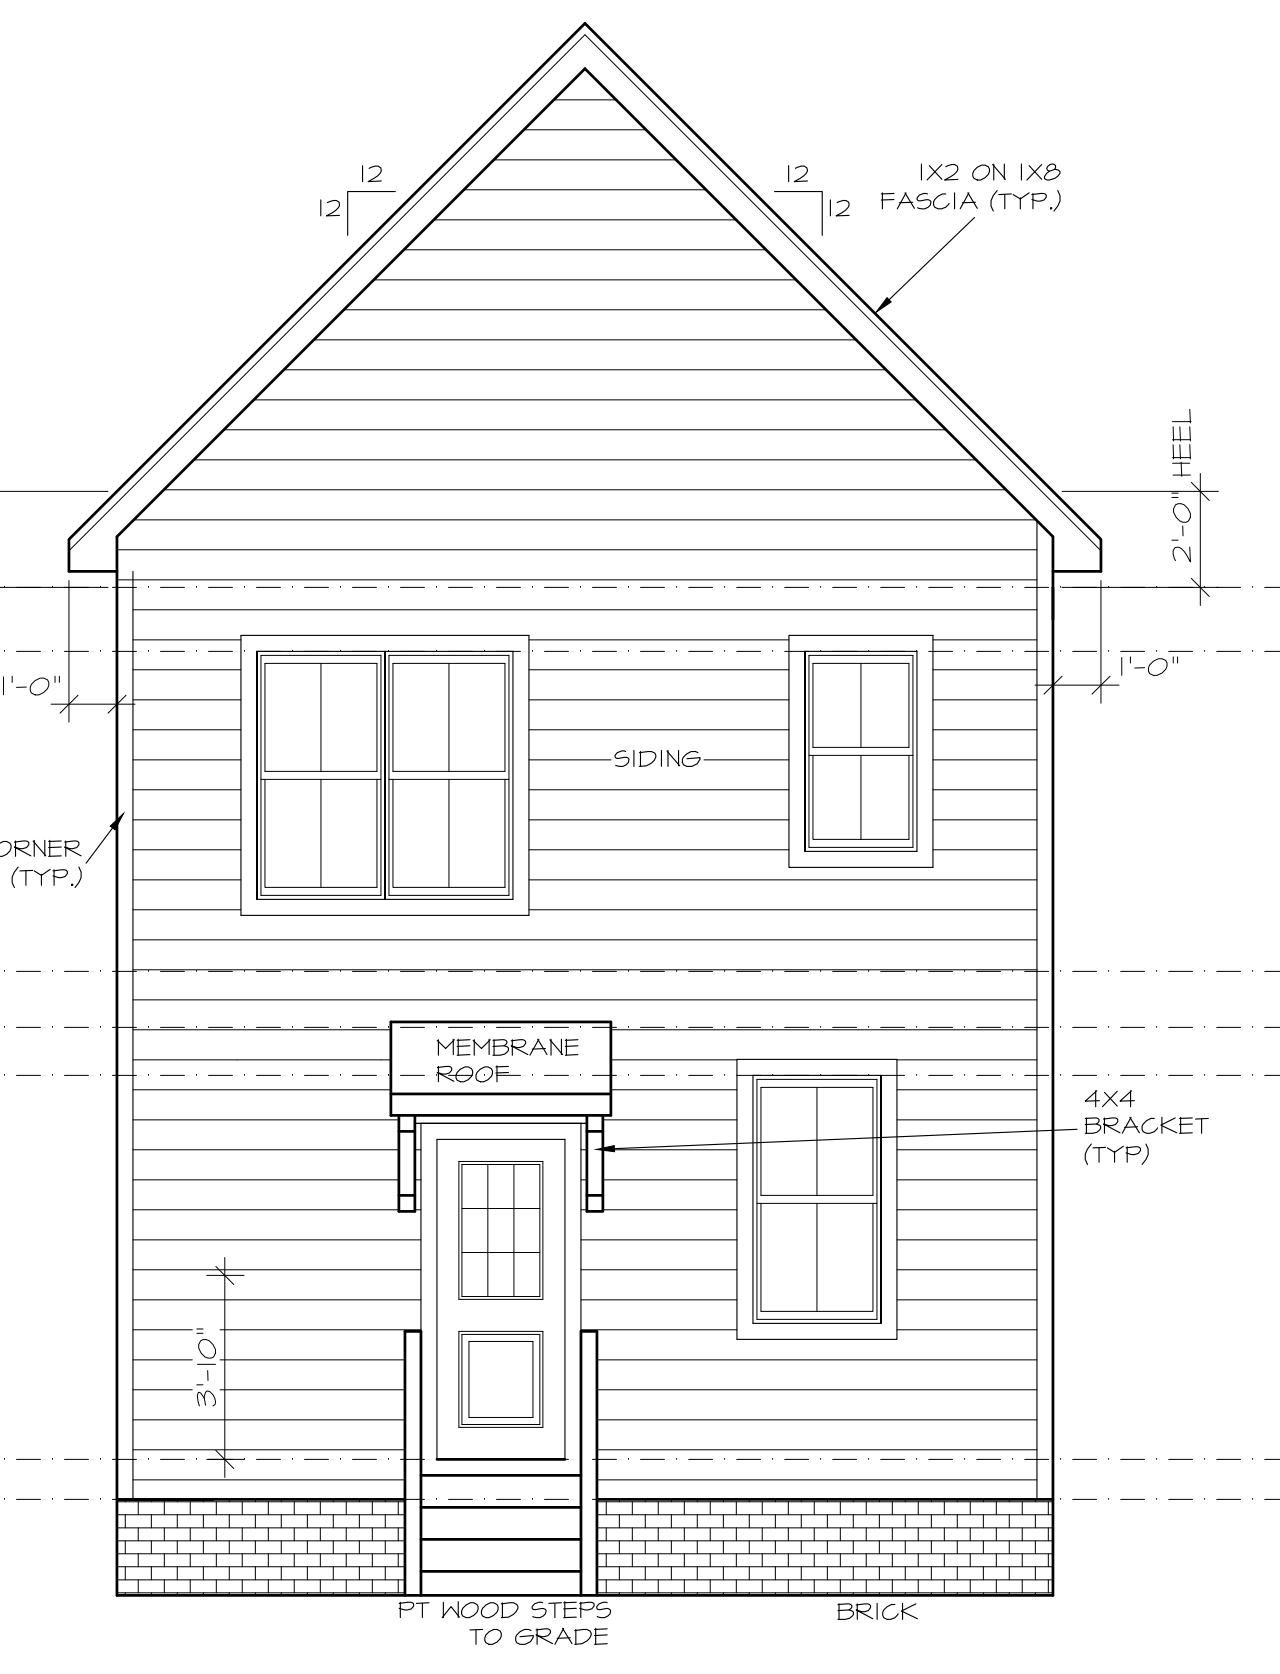 12
12
12
12
1X2 ON 1X8
FASCIA (TYP.)
2'-0" HEEL
1'-0"
1'-0"
SIDING
ORNER
(TYP.)
MEMBRANE
ROOF
4X4
BRACKET
(TYP)
3'-10"
PT WOOD STEPS
TO GRADE
BRICK